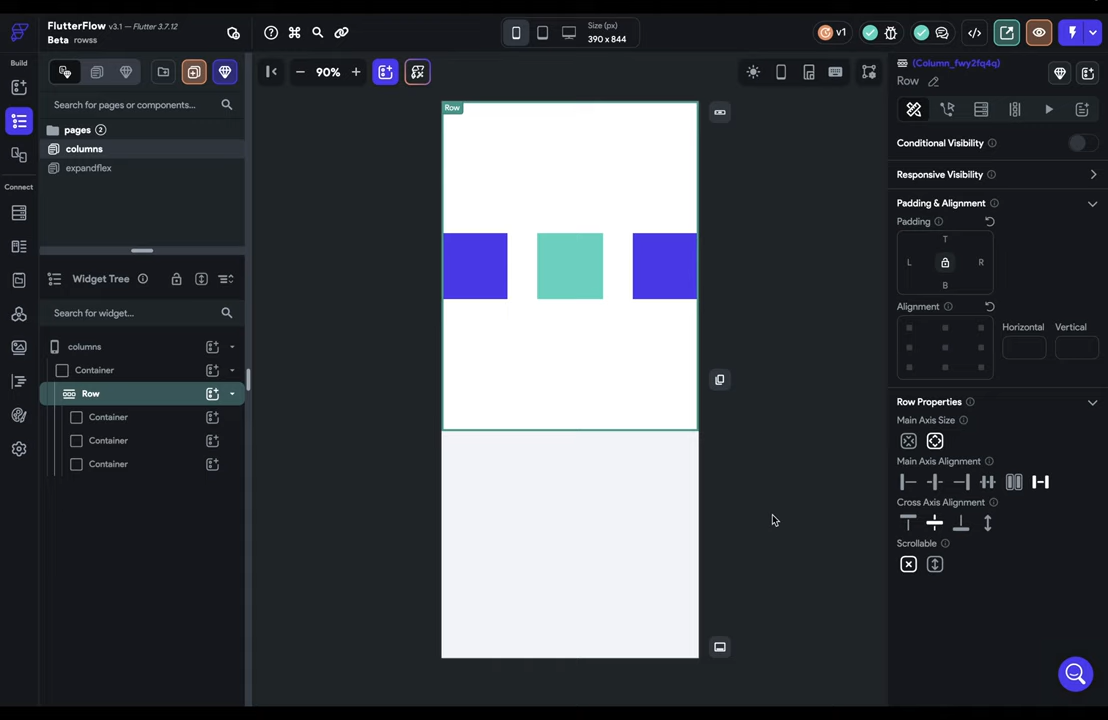 FlutterFlow v3.1 - Flutter 3.7.12
Beta rowss
Size (px)
390 x 844
v1
Build
Connect
90%
Search for pages or components...
pages 2
columns
expandflex
Widget Tree
Search for widget...
columns
Container
Row
Container
Container
Container
Row
(Column_fwy2fq4q)
Row
Conditional Visibility
Responsive Visibility
Padding & Alignment
Padding
T
L
R
B
Alignment
Horizontal
Vertical
Row Properties
Main Axis Size
Main Axis Alignment
Cross Axis Alignment
Scrollable